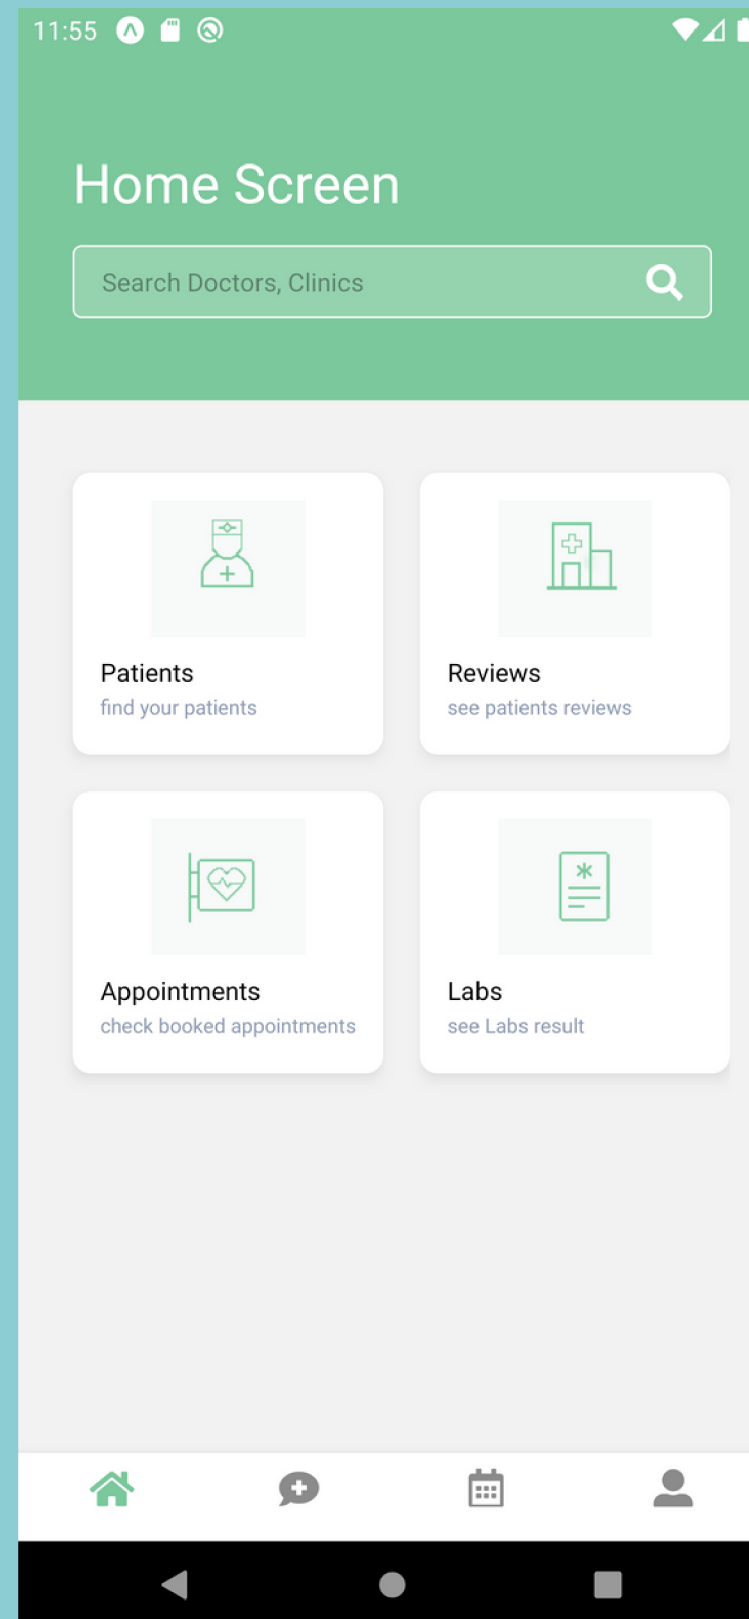 11:55
Home Screen
Search Doctors, Clinics
Patients
find your patients
Reviews
see patients reviews
Appointments
check booked appointments
Labs
see Labs result